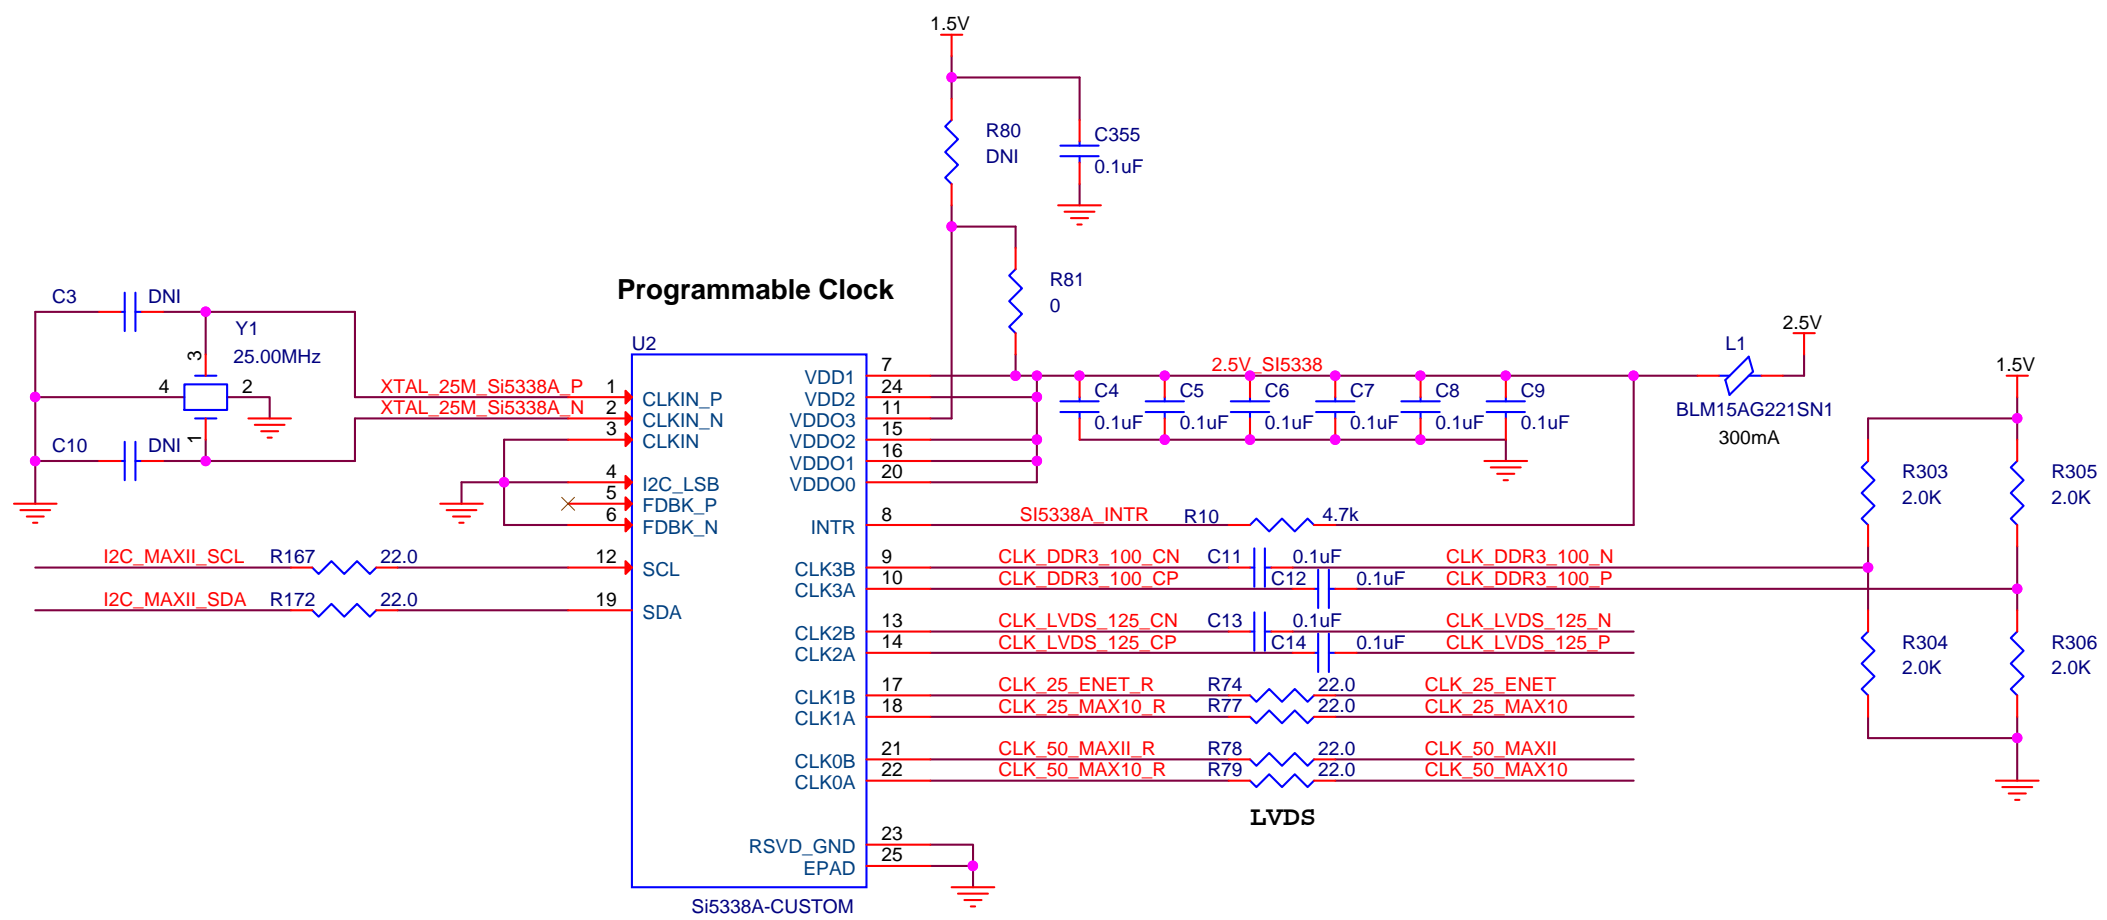 1.5V
R80
DNI
C355
0.1uF
R81
0
Programmable Clock
C3
DNI
Y1
25.00MHz
3
4
2
1
C10
DNI
XTAL_25M_Si5338A_P
XTAL_25M_Si5338A_N
U2
1
CLKIN_P
2
CLKIN_N
3
CLKIN
4
I2C_LSB
5
FDBK_P
6
FDBK_N
I2C_MAXII_SCL
R167
22.0
12
SCL
I2C_MAXII_SDA
R172
22.0
19
SDA
VDD1
7
VDD2
24
VDDO3
11
VDDO2
15
VDDO1
16
VDDO0
20
INTR
8
CLK3B
9
CLK3A
10
CLK2B
13
CLK2A
14
CLK1B
17
CLK1A
18
CLK0B
21
CLK0A
22
RSVD_GND
23
EPAD
25
Si5338A-CUSTOM
2.5V_SI5338
C4
0.1uF
C5
0.1uF
C6
0.1uF
C7
0.1uF
C8
0.1uF
C9
0.1uF
L1
2.5V
BLM15AG221SN1
300mA
SI5338A_INTR
R10
4.7k
CLK_DDR3_100_CN
C11
0.1uF
CLK_DDR3_100_N
CLK_DDR3_100_CP
C12
0.1uF
CLK_DDR3_100_P
CLK_LVDS_125_CN
C13
0.1uF
CLK_LVDS_125_N
CLK_LVDS_125_CP
C14
0.1uF
CLK_LVDS_125_P
CLK_25_ENET_R
R74
22.0
CLK_25_ENET
CLK_25_MAX10_R
R77
22.0
CLK_25_MAX10
CLK_50_MAXII_R
R78
22.0
CLK_50_MAXII
CLK_50_MAX10_R
R79
22.0
CLK_50_MAX10
LVDS
1.5V
R303
2.0K
R305
2.0K
R304
2.0K
R306
2.0K